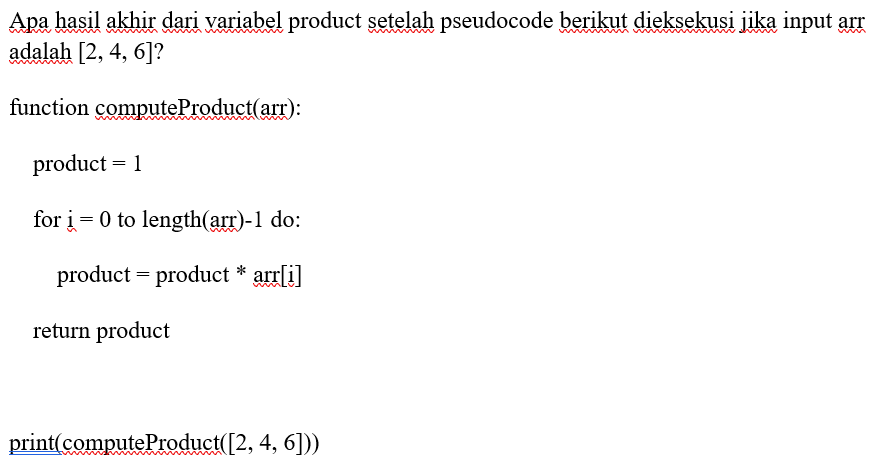 Apa hasil akhir dari variabel product setelah pseudocode berikut dieksekusi jika input arr
adalah [2, 4, 6]?
function computeProduct(arr):
product = 1
for i = 0 to length(arr)-1 do:
product = product * arr[i]
return product
print(computeProduct([2, 4, 6]))